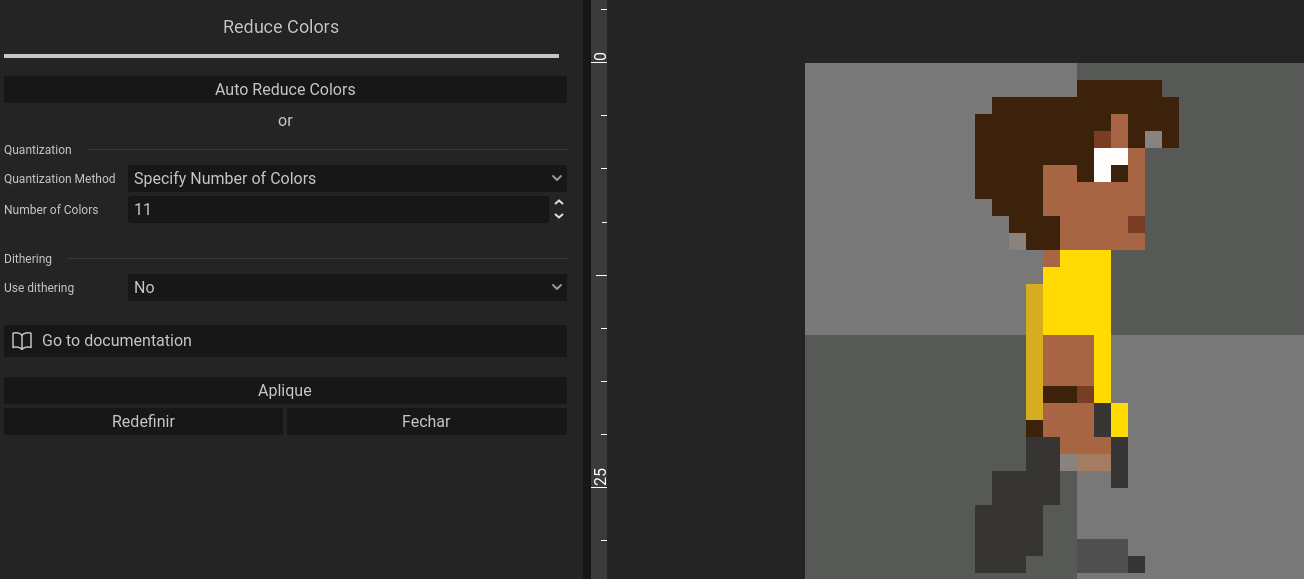 Reduce Colors
Auto Reduce Colors
or
Quantization
Quantization Method Specify Number of Colors
Number of Colors 11
Dithering
Use dithering No
Go to documentation
Aplique
Redefinir Fechar
0
25